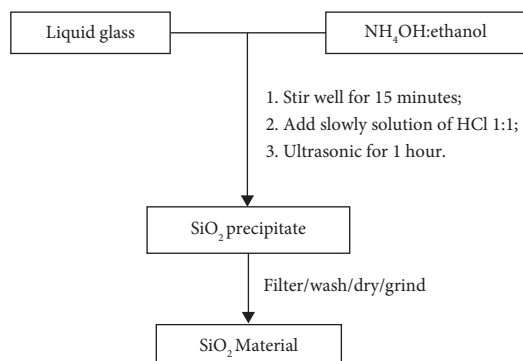 Liquid glass
NH₄OH:ethanol
1. Stir well for 15 minutes;
2. Add slowly solution of HCl 1:1;
3. Ultrasonic for 1 hour.
SiO₂ precipitate
Filter/wash/dry/grind
SiO₂ Material